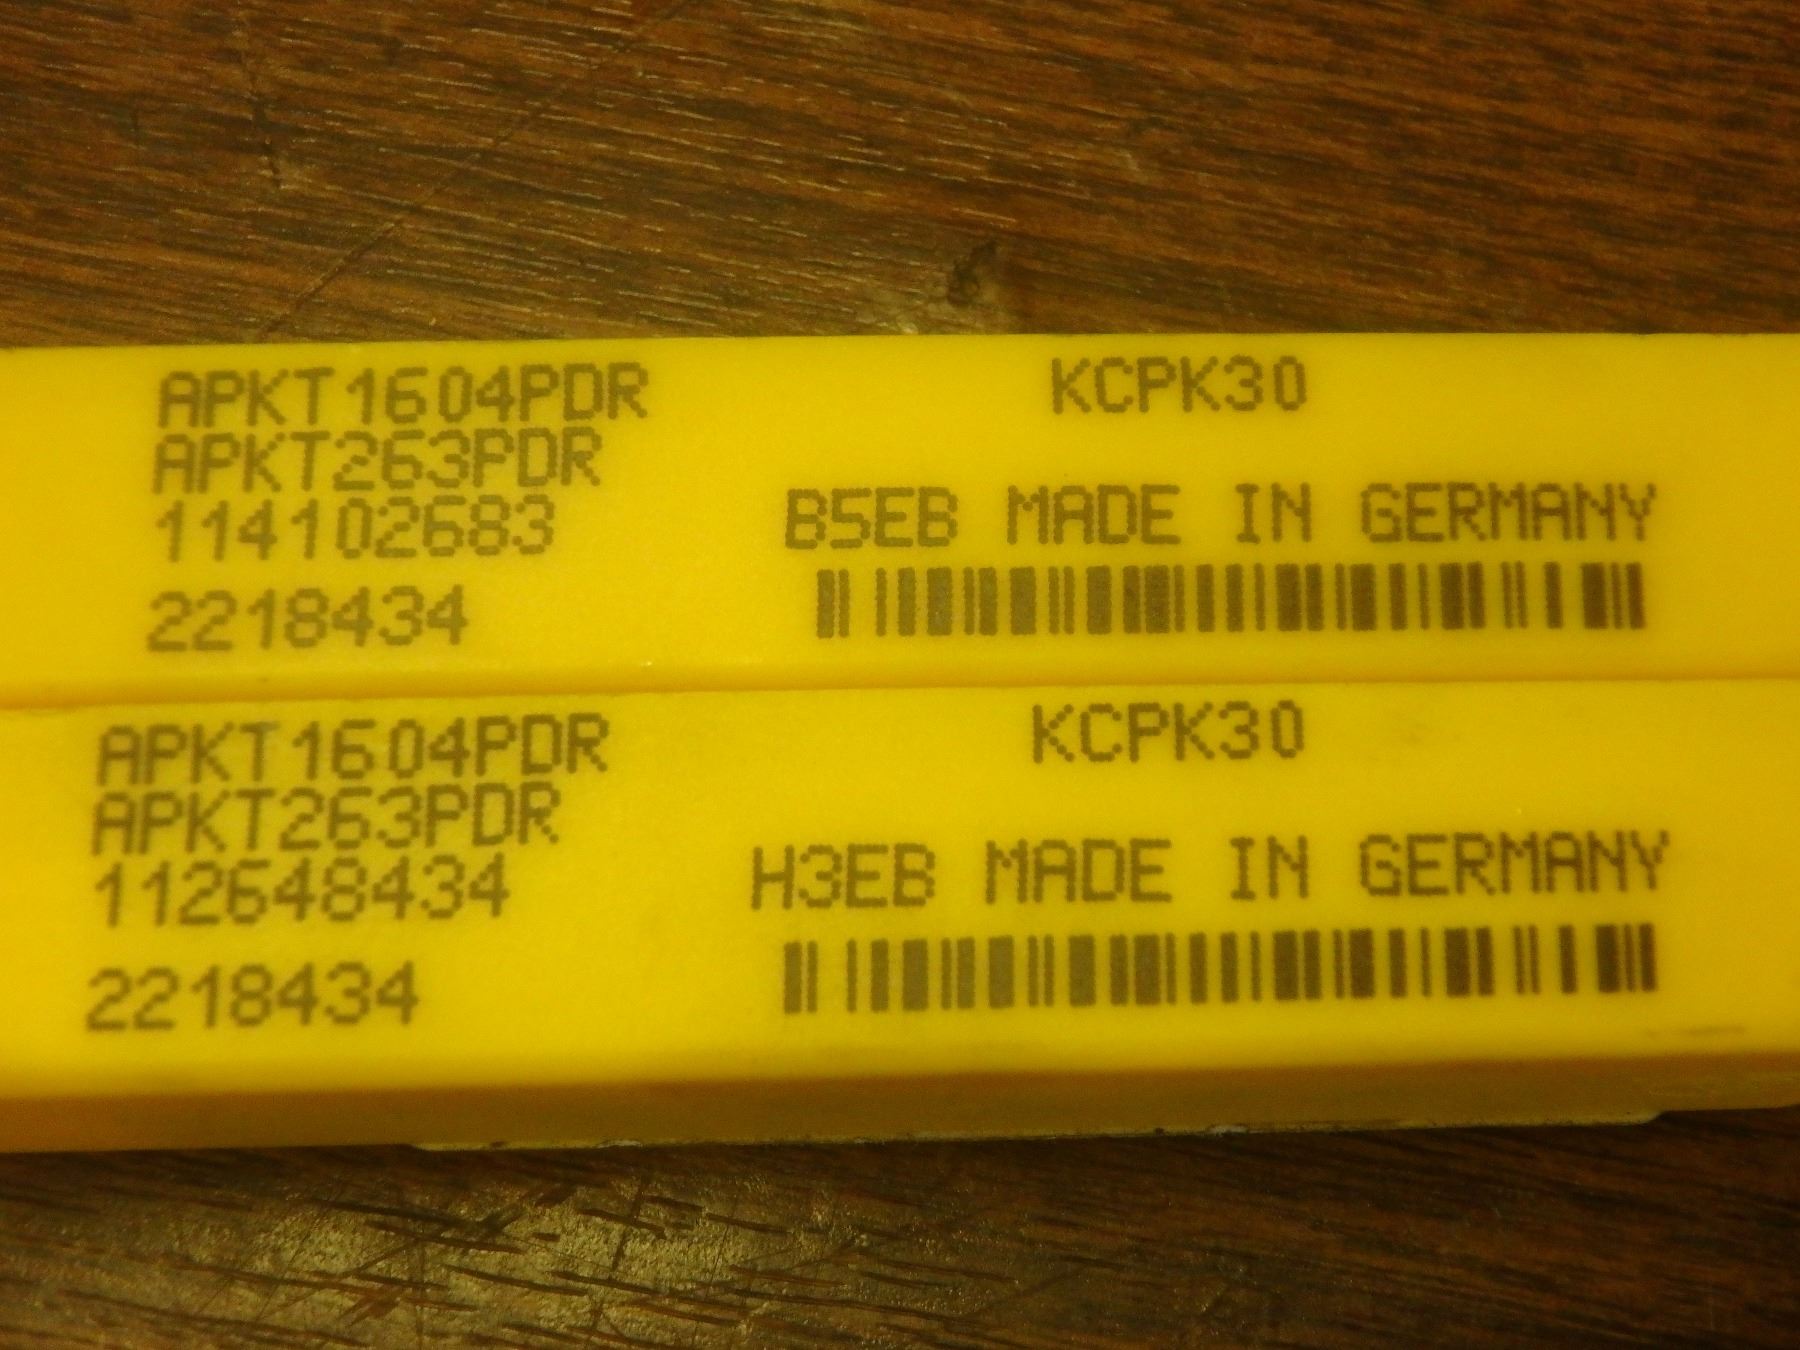 APKT1604PDR KCPK30
APKT263PDR
114102683 B5EB MADE IN GERMANY
2218434
APKT1604PDR KCPK30
APKT263PDR
112648434 H3EB MADE IN GERMANY
2218434